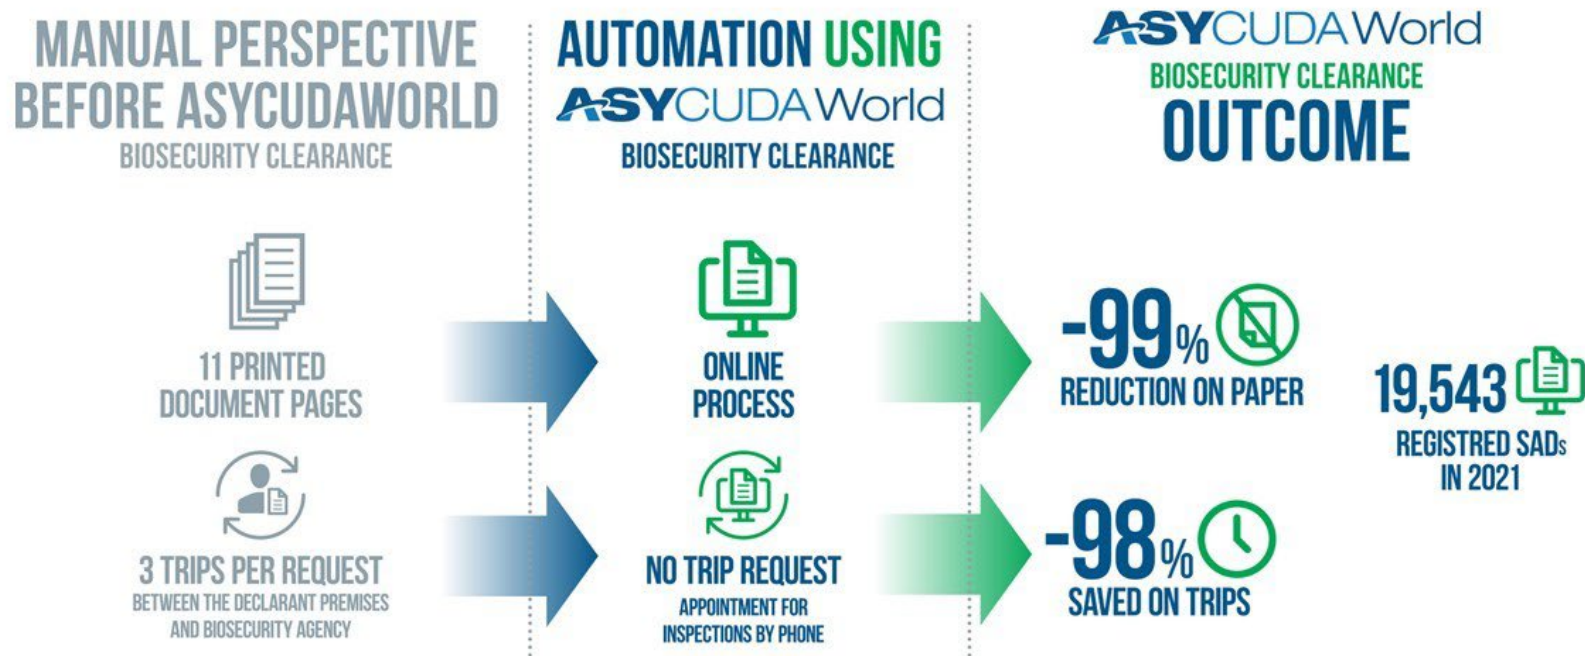 MANUAL PERSPECTIVE
BEFORE ASYCUDAWORLD
BIOSECURITY CLEARANCE
11 PRINTED
DOCUMENT PAGES
3 TRIPS PER REQUEST
BETWEEN THE DECLARANT PREMISES
AND BIOSECURITY AGENCY
AUTOMATION USING
ASYCUDAWorld
BIOSECURITY CLEARANCE
ONLINE
PROCESS
NO TRIP REQUEST
APPOINTMENT FOR
INSPECTIONS BY PHONE
ASYCUDAWorld
BIOSECURITY CLEARANCE
OUTCOME
-99%
REDUCTION ON PAPER
-98%
SAVED ON TRIPS
19,543
REGISTRED SADs
IN 2021